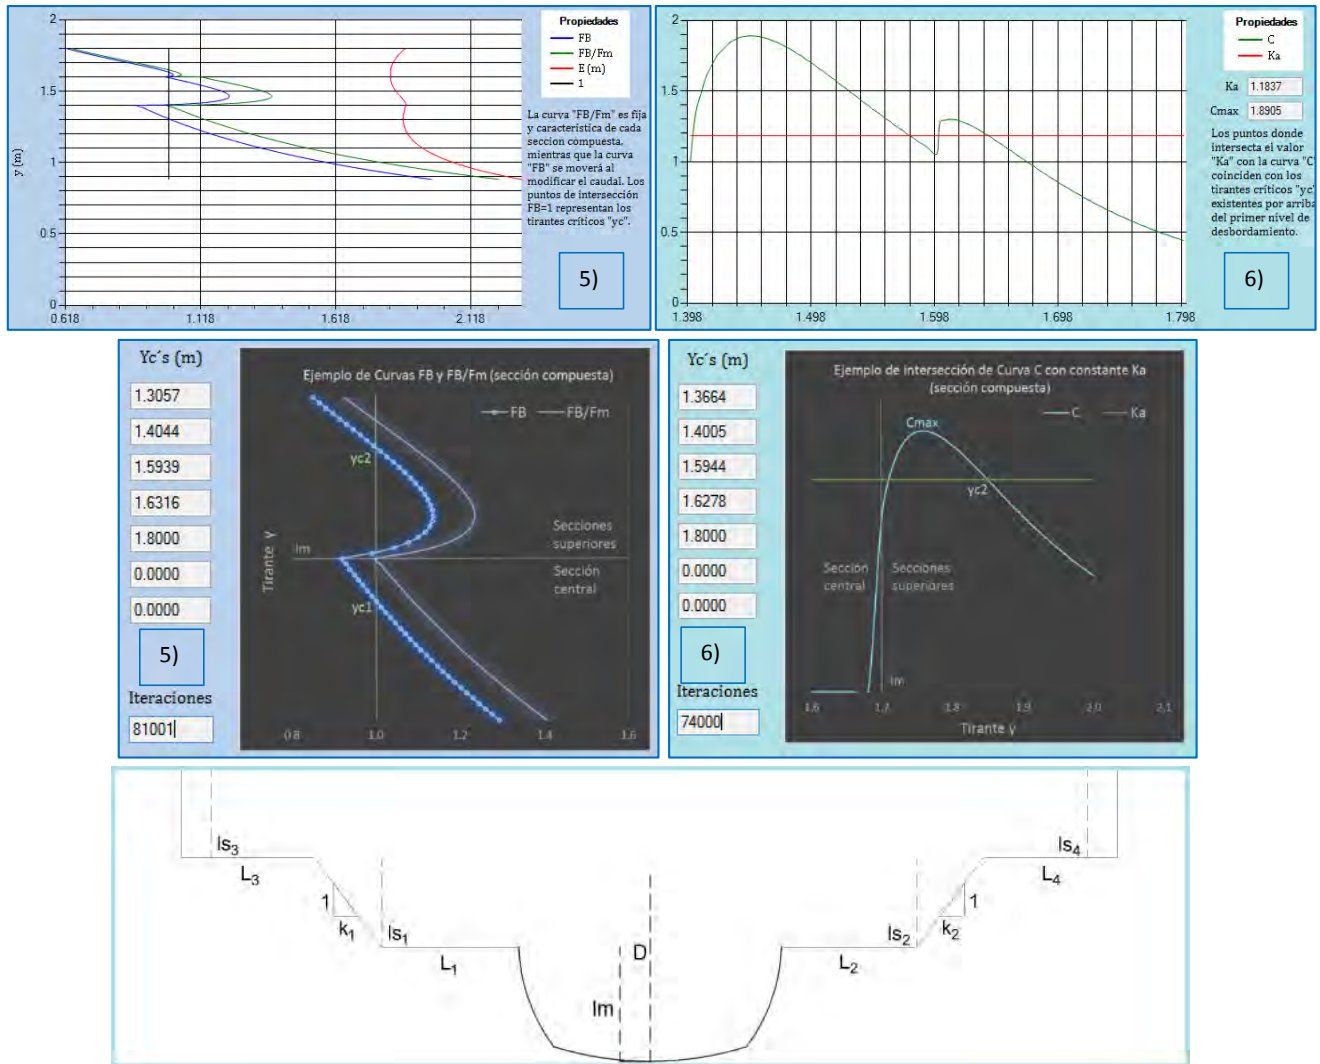 2
1.5
1
0.5
0
y (m)
0.618
1.118
1.618
2.118
Propiedades
FB
FB/Fm
E (m)
1
La curva "FB/Fm" es fija
y característica de cada
seccion compuesta,
mientras que la curva
"FB" se moverá al
modificar el caudal. Los
puntos de intersección
FB=1 representan los
tirantes críticos "yc".
5)
2
1.5
1
0.5
0
1.398
1.498
1.598
1.698
1.798
Propiedades
C
Ka
Ka 1.1837
Cmax 1.8905
Los puntos donde
intersecta el valor
"Ka" con la curva "C"
coinciden con los
tirantes críticos "yc"
existentes por arriba
del primer nivel de
desbordamiento.
6)
Yc´s (m)
1.3057
1.4044
1.5939
1.6316
1.8000
0.0000
0.0000
5)
Iteraciones
81001
Ejemplo de Curvas FB y FB/Fm (sección compuesta)
FB
FB/Fm
yc2
lm
Secciones
superiores
Sección
central
yc1
Tirante y
0.8
1.0
1.2
1.4
1.6
Yc´s (m)
1.3664
1.4005
1.5944
1.6278
1.8000
0.0000
0.0000
6)
Iteraciones
74000
Ejemplo de intersección de Curva C con constante Ka
(sección compuesta)
C
Ka
Cmax
yc2
Sección
central
Secciones
superiores
lm
1.6
1.7
1.8
1.9
2.0
2.1
Tirante y
ls3
L3
1
k1
ls1
L1
D
lm
ls2
L2
1
k2
ls4
L4